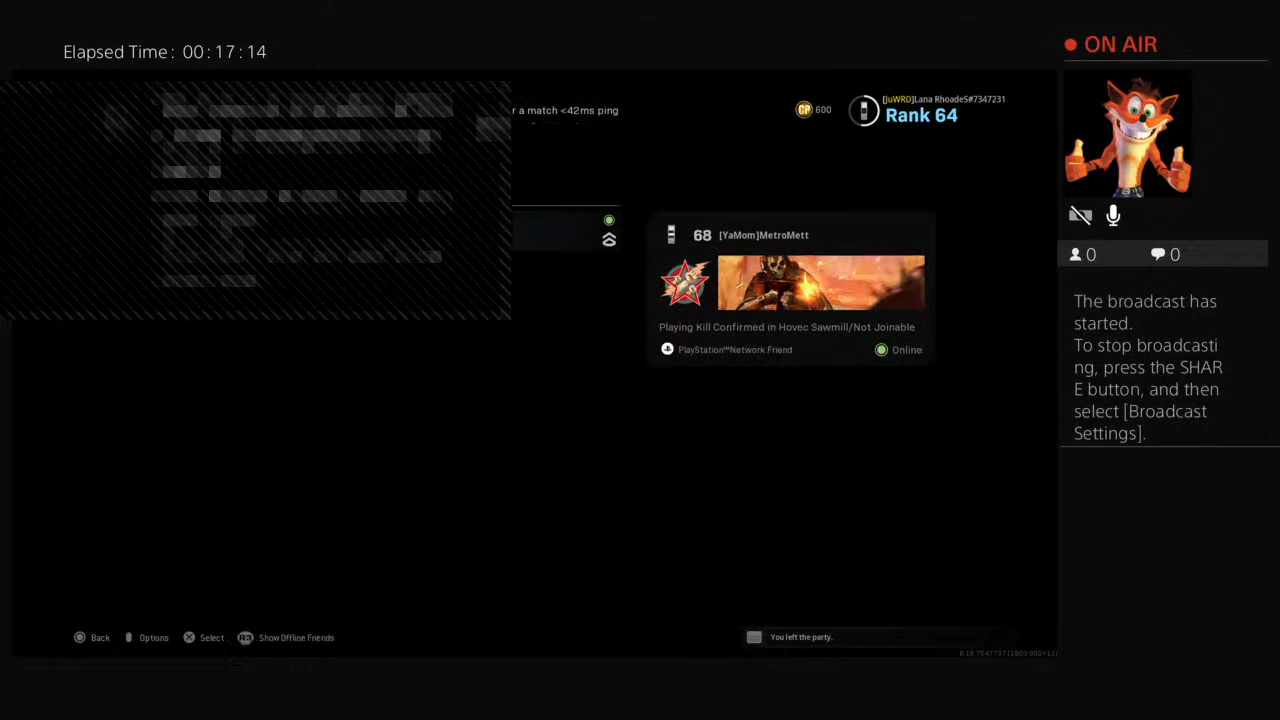 Elapsed Time: 00:17:14
ON AIR
r a match <42ms ping
CP 600
[JuWRD]Lana RhoadeS#7347231
Rank 64
68 [YaMom]MetroMett
Playing Kill Confirmed in Hovec Sawmill/Not Joinable
PlayStation™Network Friend
Online
0 0
The broadcast has
started.
To stop broadcasti
ng, press the SHAR
E button, and then
select [Broadcast
Settings].
Back Options Select R3 Show Offline Friends
You left the party.